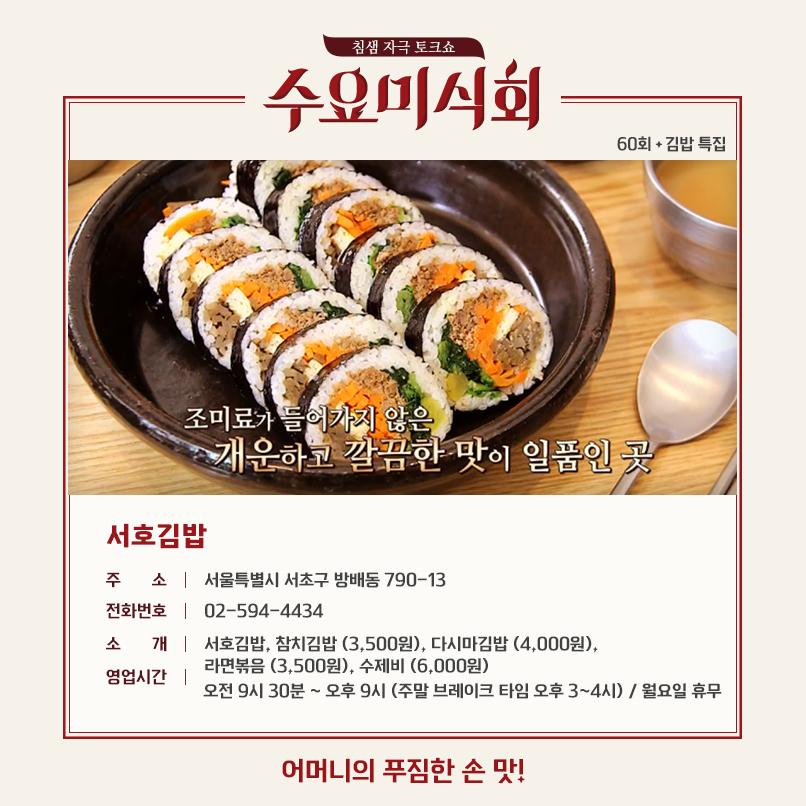 침샘 자극 토크쇼
수요미식회
60회 + 김밥 특집
조미료가 들어가지 않은
개운하고 깔끔한 맛이 일품인 곳
서호김밥
주 소 | 서울특별시 서초구 방배동 790-13
전화번호 | 02-594-4434
소 개 | 서호김밥, 참치김밥 (3,500원), 다시마김밥 (4,000원),
라면볶음 (3,500원), 수제비 (6,000원)
영업시간 | 오전 9시 30분 ~ 오후 9시 (주말 브레이크 타임 오후 3~4시) / 월요일 휴무
어머니의 푸짐한 손 맛!